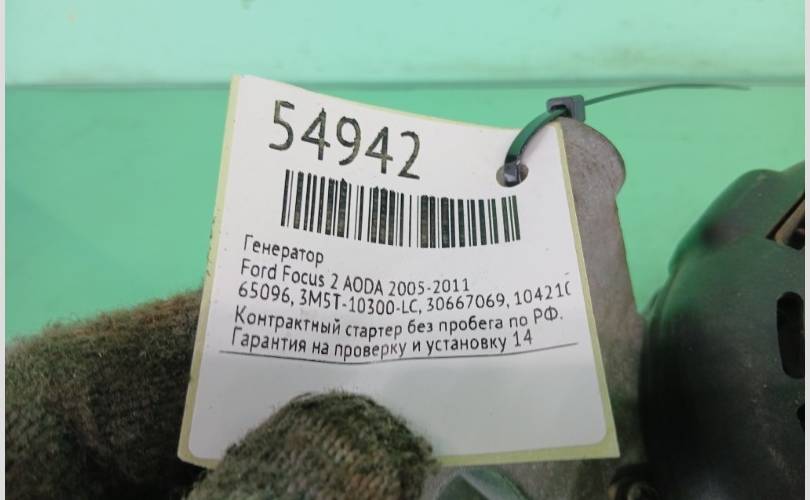 54942
Генератор
Ford Focus 2 AODA 2005-2011
65096, 3M5T-10300-LC, 30667069, 104210
Контрактный стартер без пробега по РФ.
Гарантия на проверку и установку 14